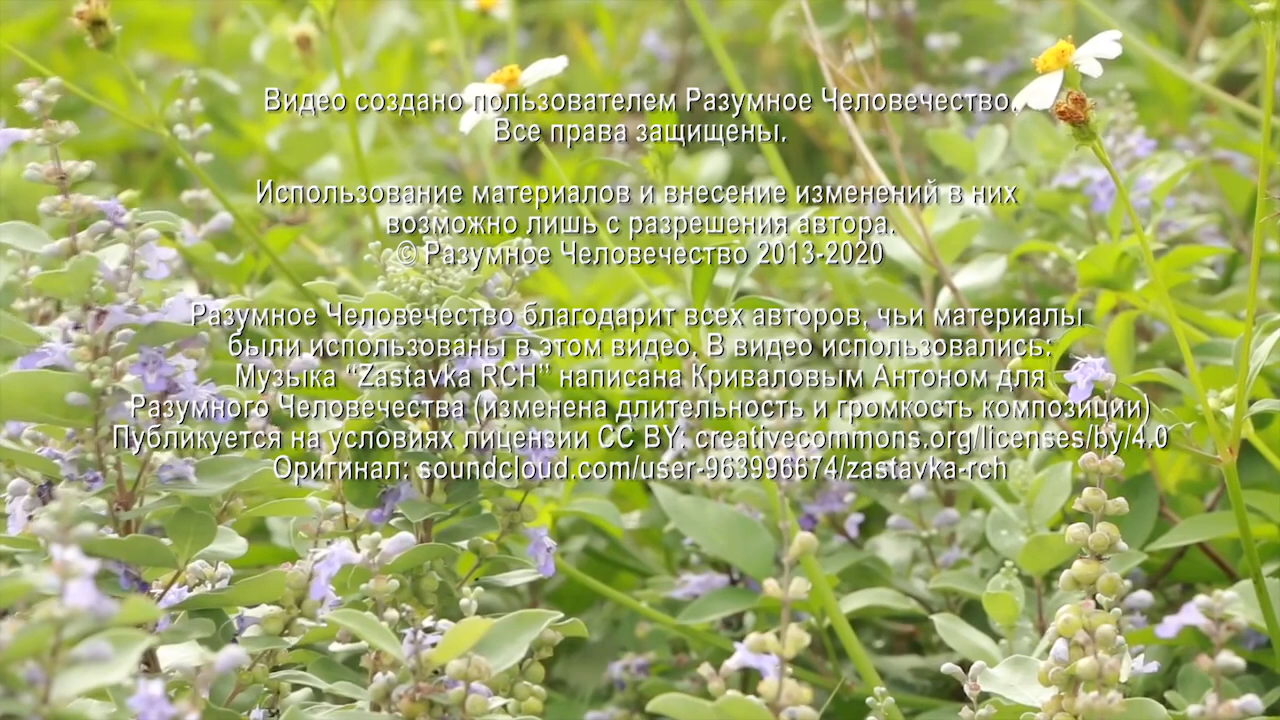 Видео создано пользователем Разумное Человечество.
Все права защищены.
Использование материалов и внесение изменений в них
возможно лишь с разрешения автора.
© Разумное Человечество 2013-2020
Разумное Человечество благодарит всех авторов, чьи материалы
были использованы в этом видео. В видео использовались:
Музыка “Zastavka RCH” написана Криваловым Антоном для
Разумного Человечества (изменена длительность и громкость композиции)
Публикуется на условиях лицензии CC BY: creativecommons.org/licenses/by/4.0
Оригинал: soundcloud.com/user-963996674/zastavka-rch